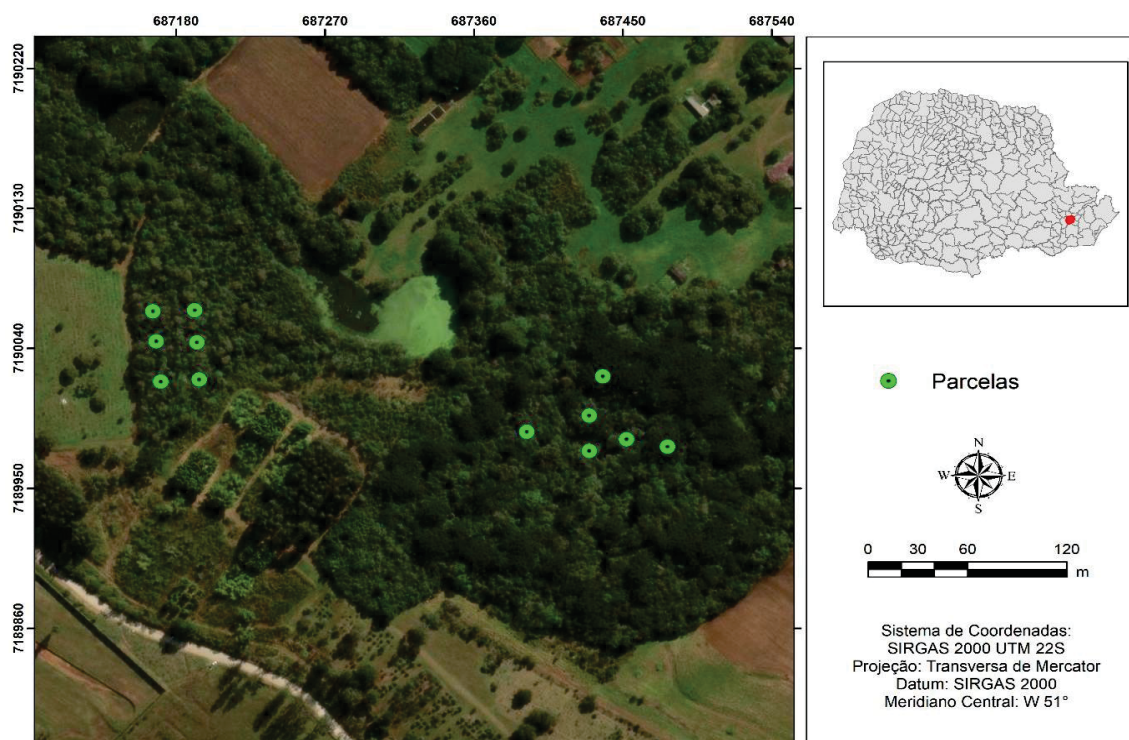 687180 687270 687360 687450 687540
7190220
7190130
7190040
7189950
7189860
Parcelas
N
W E
S
0 30 60 120
m
Sistema de Coordenadas:
SIRGAS 2000 UTM 22S
Projeção: Transversa de Mercator
Datum: SIRGAS 2000
Meridiano Central: W 51°